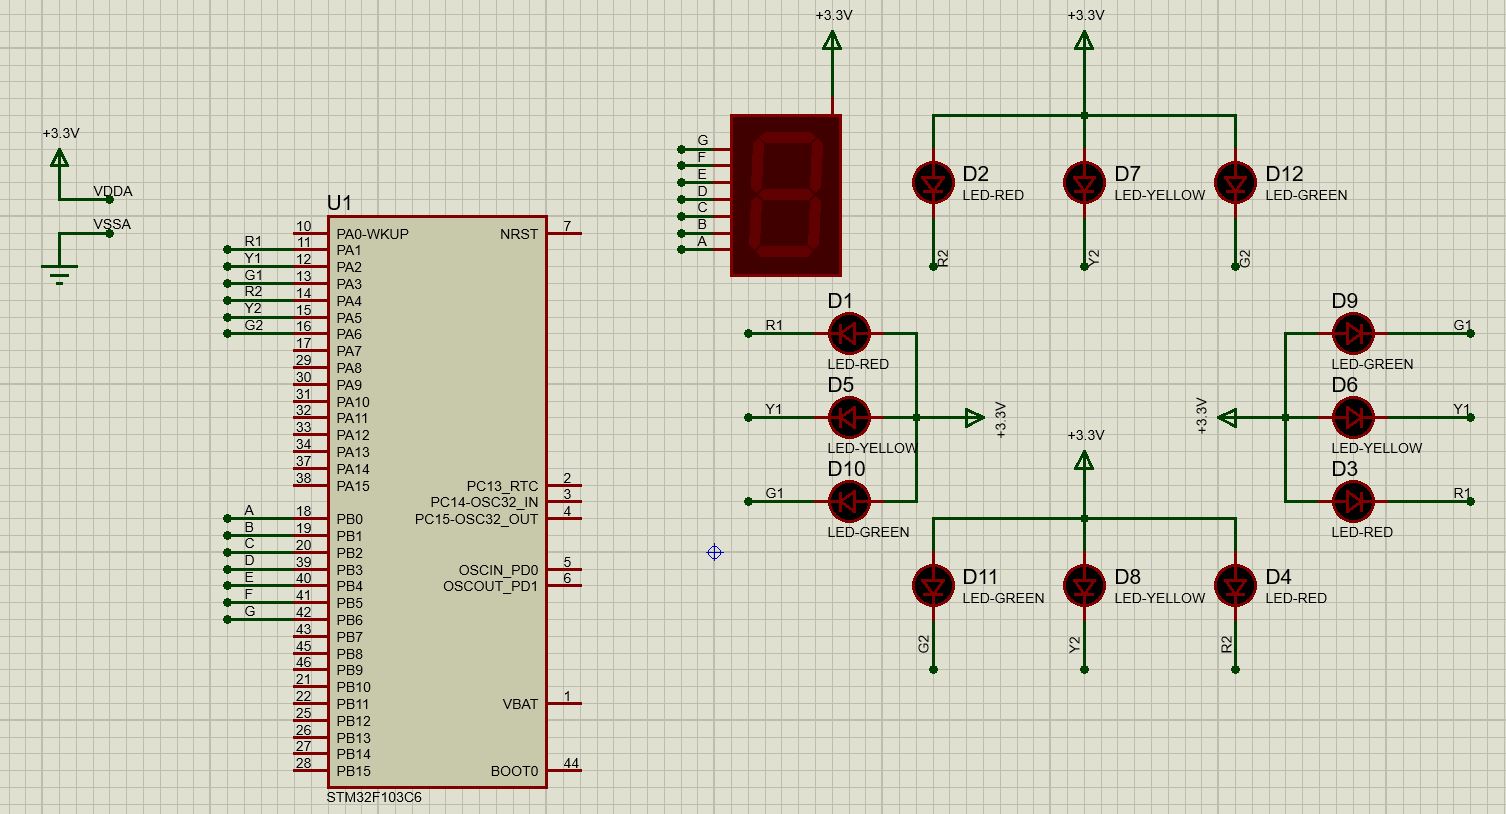 +3.3V
VDDA
VSSA
U1
R1 11 PA1
Y1 12 PA2
G1 13 PA3
R2 14 PA4
Y2 15 PA5
G2 16 PA6
10 PA0-WKUP
17 PA7
29 PA8
30 PA9
31 PA10
32 PA11
33 PA12
34 PA13
37 PA14
38 PA15
A 18 PB0
B 19 PB1
C 20 PB2
D 39 PB3
E 40 PB4
F 41 PB5
G 42 PB6
43 PB7
45 PB8
46 PB9
21 PB10
22 PB11
25 PB12
26 PB13
27 PB14
28 PB15
NRST 7
PC13_RTC 2
PC14-OSC32_IN 3
PC15-OSC32_OUT 4
OSCIN_PD0 5
OSCOUT_PD1 6
VBAT 1
BOOT0 44
STM32F103C6
+3.3V
G
F
E
D
C
B
A
+3.3V
D2
LED-RED
R2
D7
LED-YELLOW
Y2
D12
LED-GREEN
G2
D1
R1
LED-RED
D5
Y1
LED-YELLOW
D10
G1
LED-GREEN
+3.3V
D9
G1
LED-GREEN
D6
Y1
LED-YELLOW
D3
R1
LED-RED
+3.3V
+3.3V
D11
LED-GREEN
G2
D8
LED-YELLOW
Y2
D4
LED-RED
R2